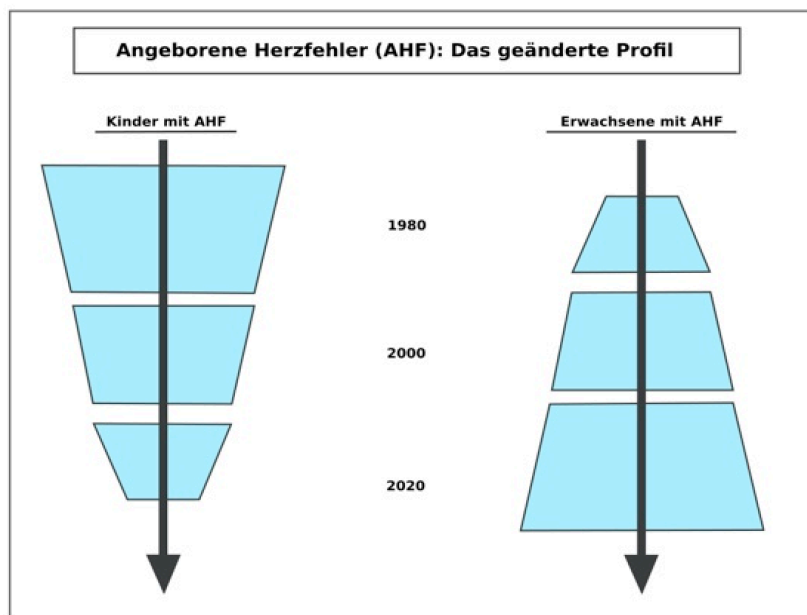 Angeborene Herzfehler (AHF): Das geänderte Profil
Kinder mit AHF
Erwachsene mit AHF
1980
2000
2020